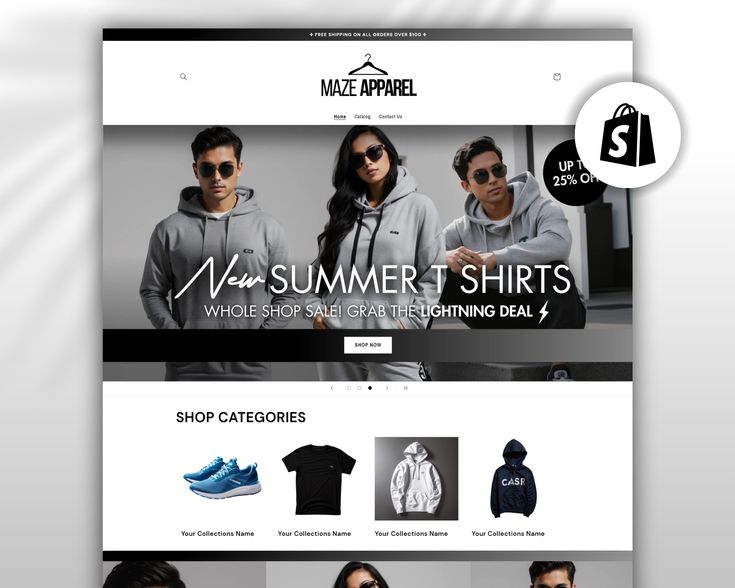 ✦ FREE SHIPPING ON ALL ORDERS OVER $100 ✦
MAZE APPAREL
Home Catalog Contact Us
S
UP TO
25% OFF
New SUMMER T SHIRTS
WHOLE SHOP SALE! GRAB THE LIGHTNING DEAL
SHOP NOW
SHOP CATEGORIES
CASR
Your Collections Name
Your Collections Name
Your Collections Name
Your Collections Name